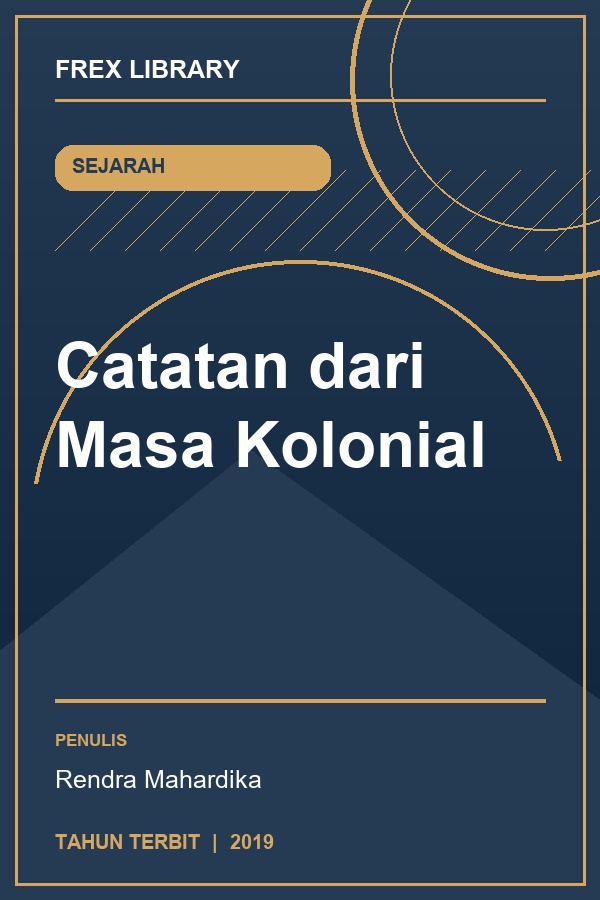 FREX LIBRARY
SEJARAH
Catatan dari
Masa Kolonial
PENULIS
Rendra Mahardika
TAHUN TERBIT | 2019